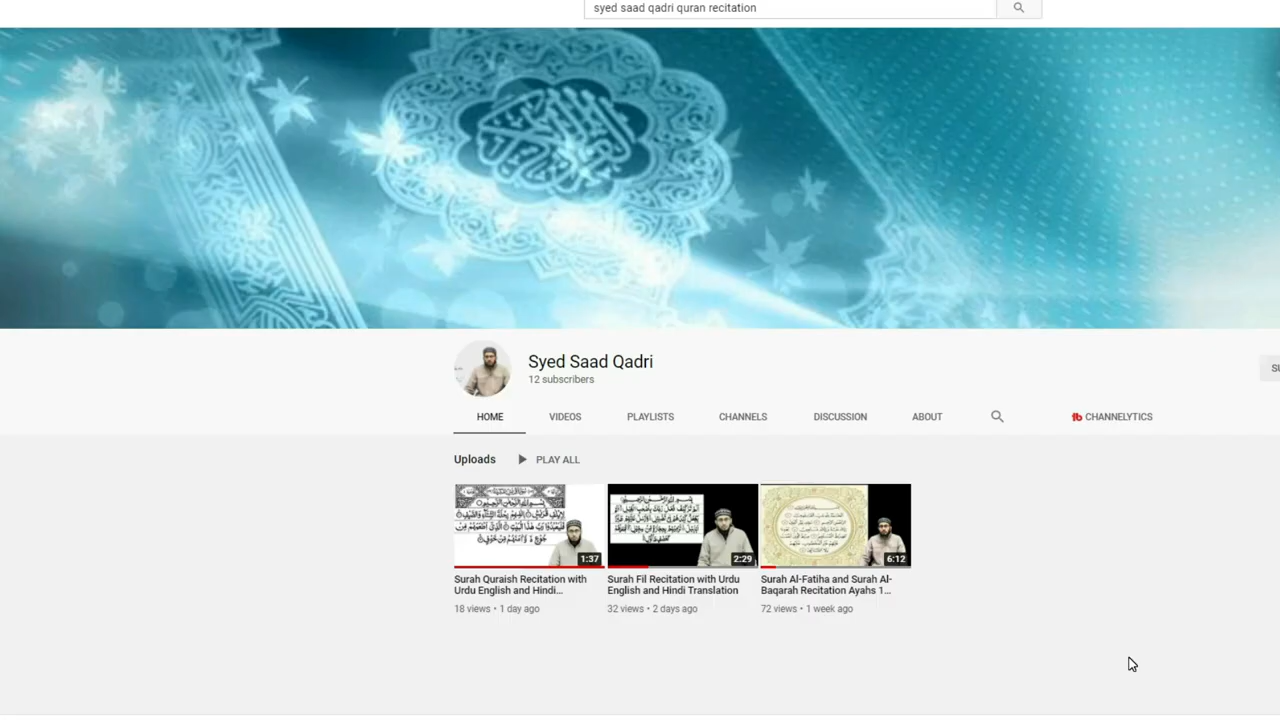 syed saad qadri quran recitation
Syed Saad Qadri
12 subscribers
HOME VIDEOS PLAYLISTS CHANNELS DISCUSSION ABOUT CHANNELYTICS
Uploads PLAY ALL
1:37 2:29 6:12
Surah Quraish Recitation with
Urdu English and Hindi...
18 views • 1 day ago
Surah Fil Recitation with Urdu
English and Hindi Translation
32 views • 2 days ago
Surah Al-Fatiha and Surah Al-
Baqarah Recitation Ayahs 1...
72 views • 1 week ago